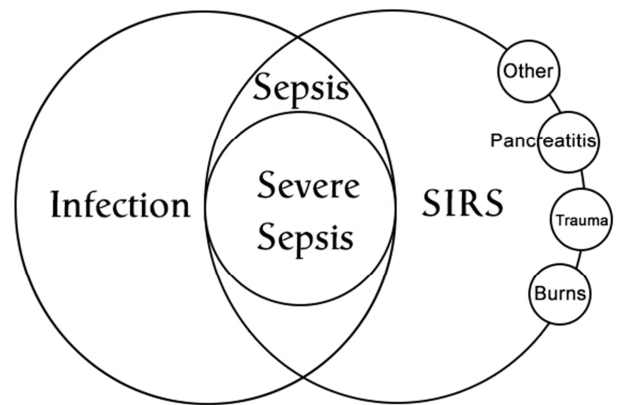 Sepsis
Other
Pancreatitis
Infection
Severe
Sepsis
SIRS
Trauma
Burns